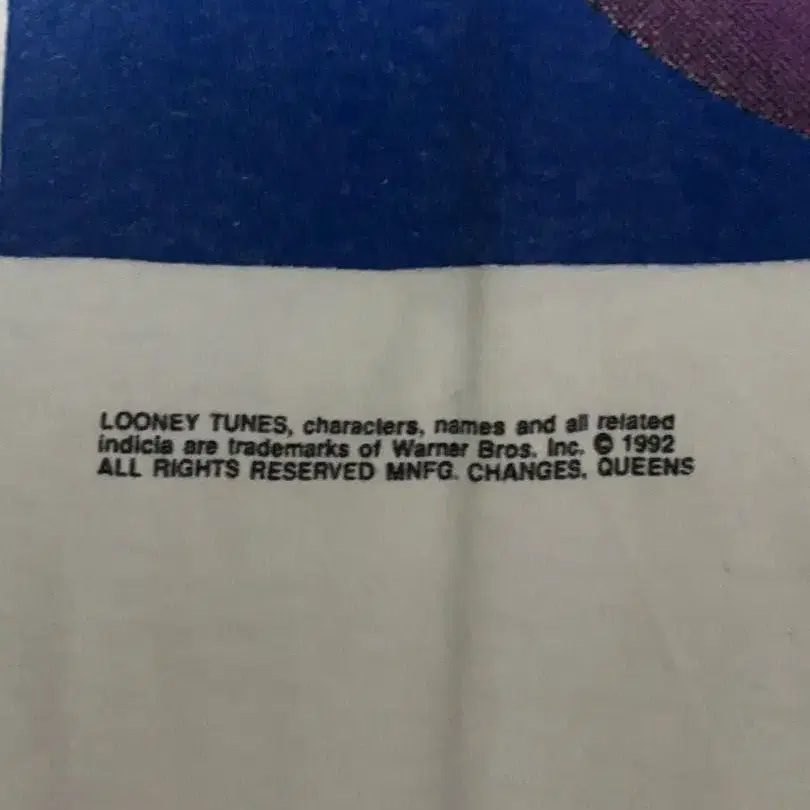 LOONEY TUNES, characters, names and all related
indicia are trademarks of Warner Bros. Inc. © 1992
ALL RIGHTS RESERVED MNFG. CHANGES, QUEENS